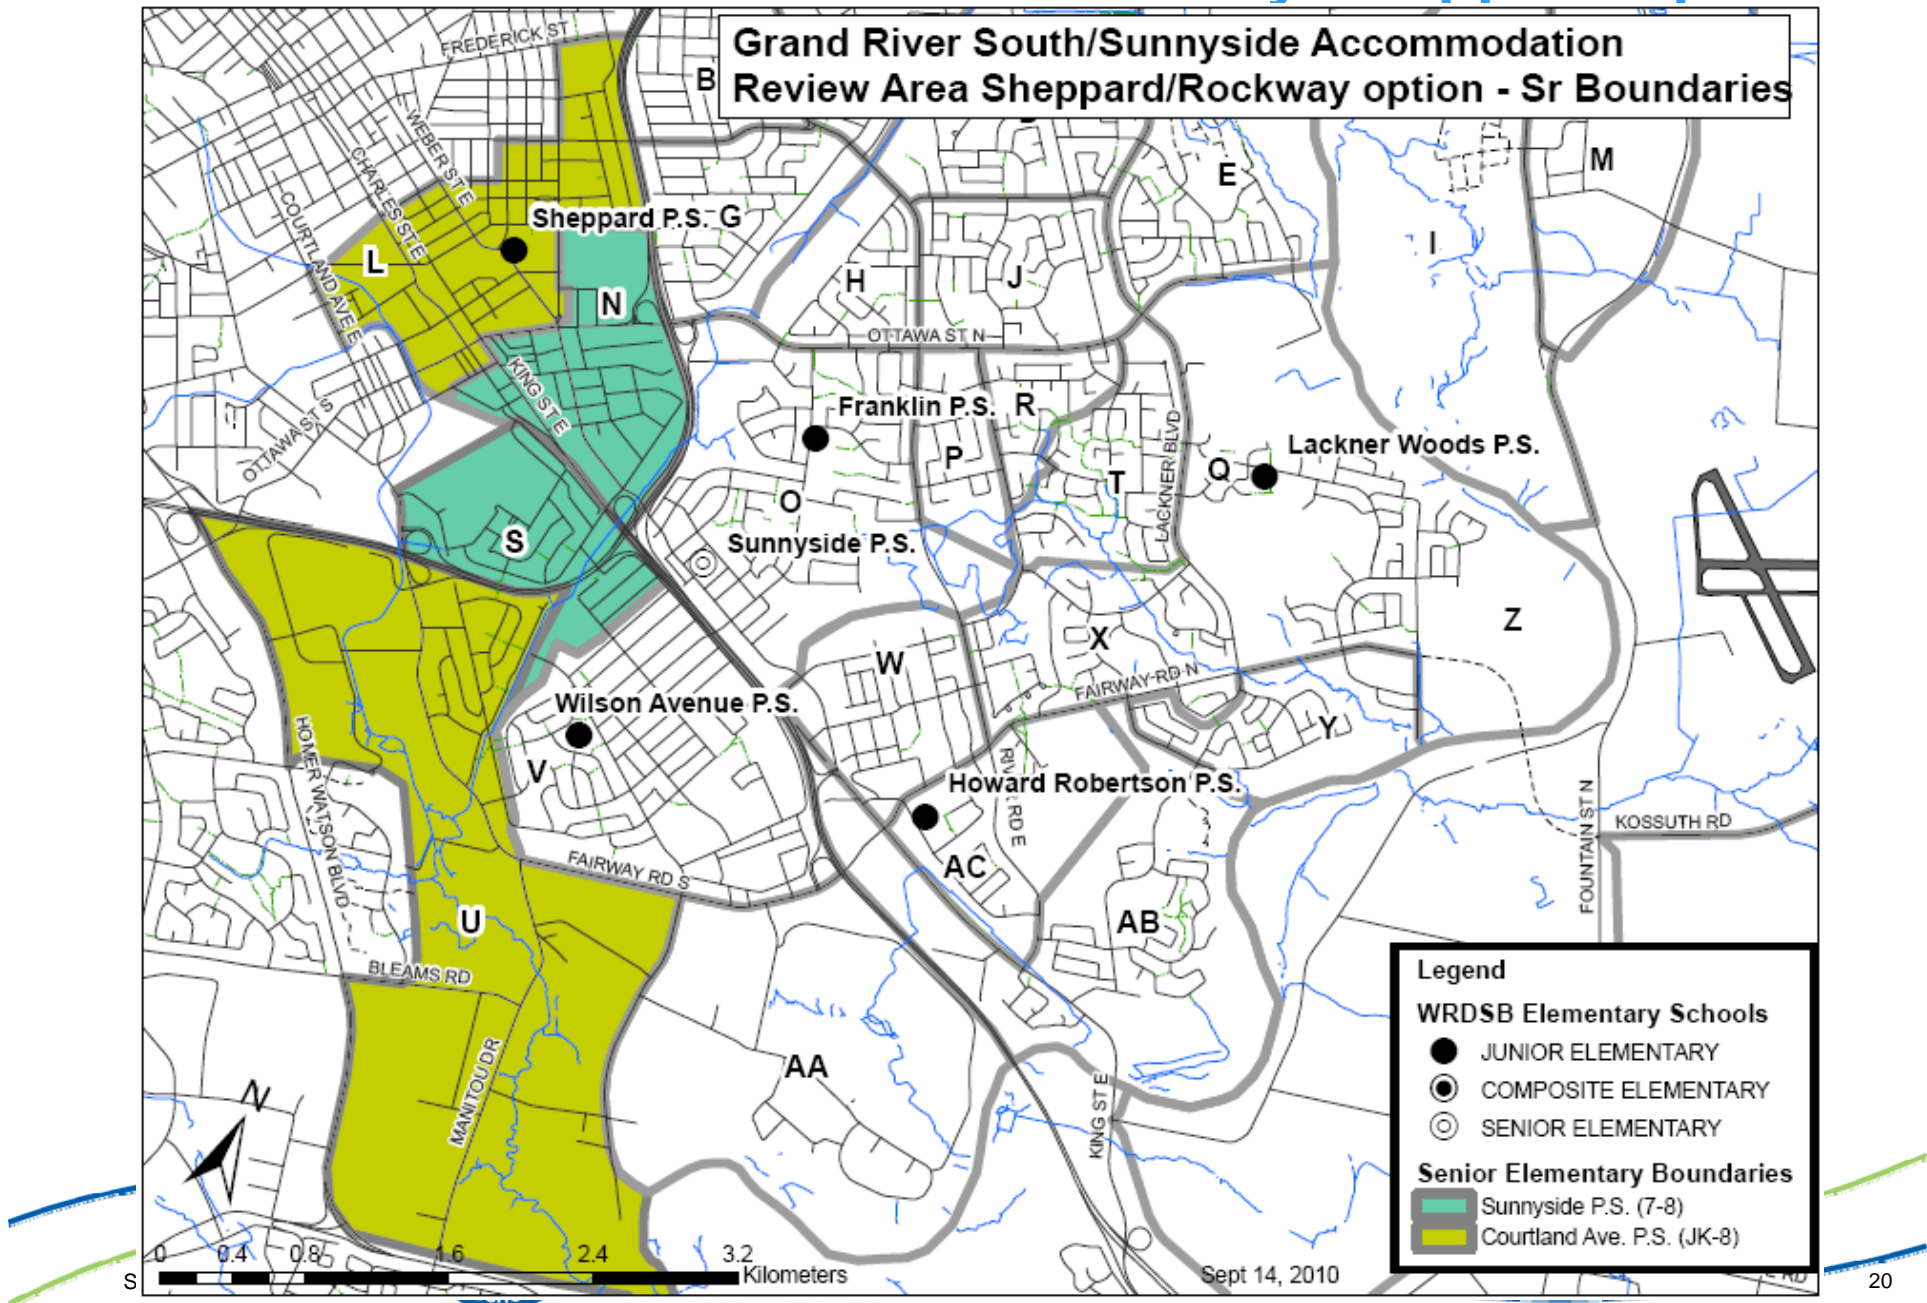 Grand River South/Sunnyside Accommodation
Review Area Sheppard/Rockway option - Sr Boundaries
FREDERICK ST
B
WEBER ST E
CHARLES ST E
COURTLAND AVE E
E
M
Sheppard P.S.
G
L
N
H
J
I
OTTAWA ST N
KING ST E
OTTAWA ST S
Franklin P.S.
R
P
LACKNER BLVD
Lackner Woods P.S.
Q
T
O
S
Sunnyside P.S.
Z
X
W
FAIRWAY RD N
Wilson Avenue P.S.
Y
HOMER WATSON BLVD
V
Howard Robertson P.S.
RD E
KOSSUTH RD
FOUNTAIN ST N
FAIRWAY RD S
AC
U
AB
BLEAMS RD
MANITOU DR
AA
KING ST E
N
Legend
WRDSB Elementary Schools
JUNIOR ELEMENTARY
COMPOSITE ELEMENTARY
SENIOR ELEMENTARY
Senior Elementary Boundaries
Sunnyside P.S. (7-8)
Courtland Ave. P.S. (JK-8)
0 0.4 0.8 1.6 2.4 3.2
Kilometers
Sept 14, 2010
RD
S
20